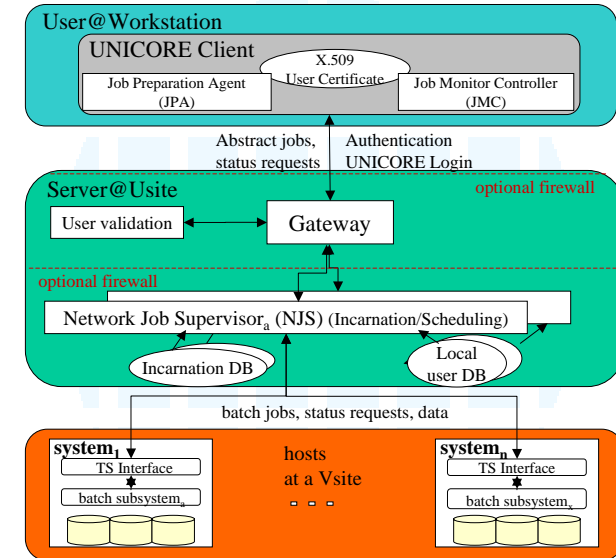 User@Workstation
UNICORE Client
X.509
User Certificate
Job Preparation Agent
(JPA)
Job Monitor Controller
(JMC)
Abstract jobs,
status requests
Authentication
UNICORE Login
Server@Usite
optional firewall
User validation
Gateway
optional firewall
Network Job Supervisorₐ (NJS) (Incarnation/Scheduling)
Incarnation DB
Local
user DB
batch jobs, status requests, data
system₁
TS Interface
batch subsystemₐ
hosts
at a Vsite
- - -
systemₙ
TS Interface
batch subsystemₓ